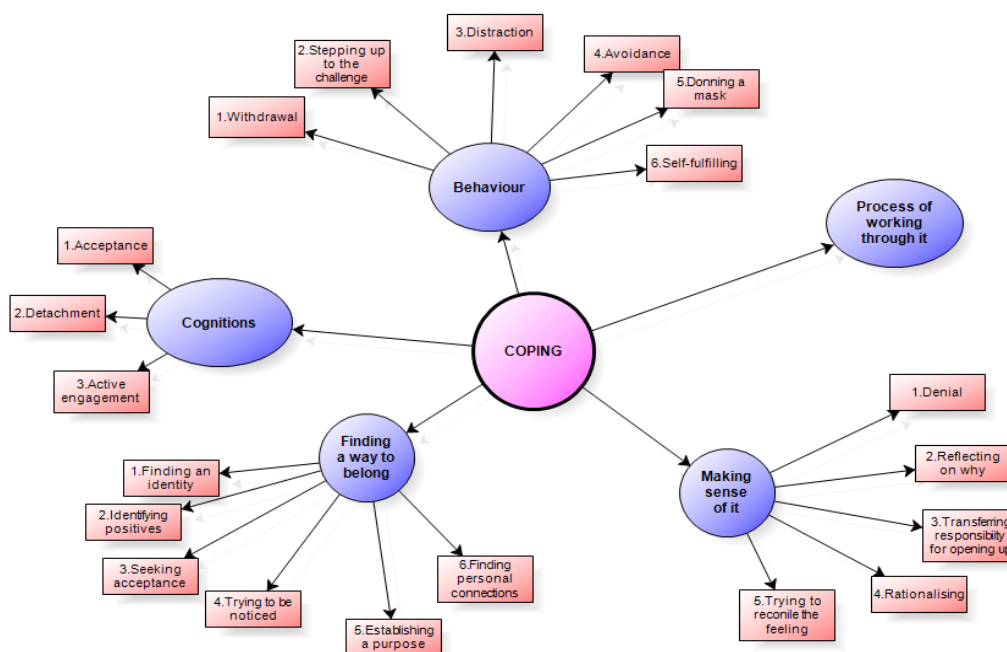 3.Distraction
2.Stepping up
to the
challenge
4.Avoidance
5.Donning a
mask
1.Withdrawal
6.Self-fulfilling
Behaviour
Process of
working
through it
1.Acceptance
2.Detachment
3.Active
engagement
Cognitions
COPING
Finding
a way to
belong
1.Finding an
identity
2.Identifying
positives
3.Seeking
acceptance
4.Trying to be
noticed
5.Establishing
a purpose
6.Finding
personal
connections
Making
sense
of it
1.Denial
2.Reflecting
on why
3.Transferring
responsibiity
for opening up
4.Rationalising
5.Trying to
reconile the
feeling